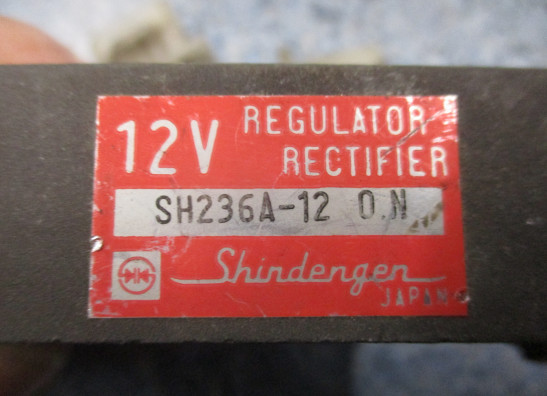 12V REGULATOR
RECTIFIER
SH236A-12 O.N
Shindengen
JAPAN